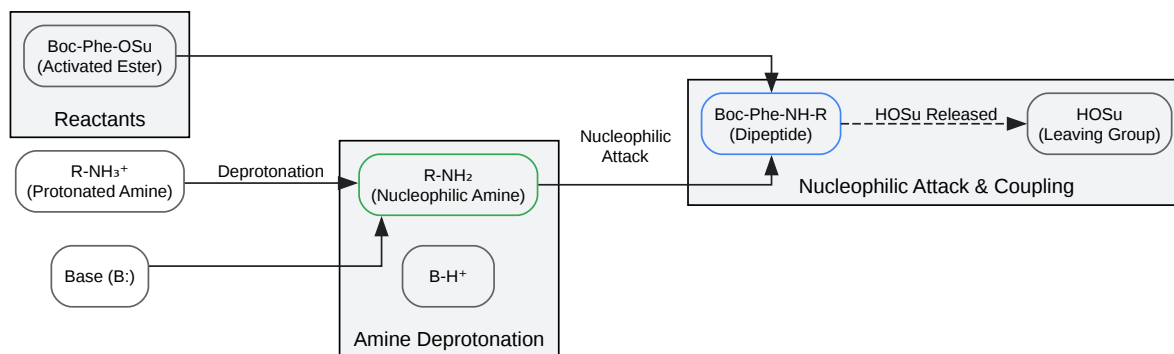 Boc-Phe-OSu
(Activated Ester)
Reactants
R-NH₃⁺
(Protonated Amine)
Deprotonation
Base (B:)
R-NH₂
(Nucleophilic Amine)
B-H⁺
Amine Deprotonation
Nucleophilic
Attack
Boc-Phe-NH-R
(Dipeptide)
HOSu Released
HOSu
(Leaving Group)
Nucleophilic Attack & Coupling